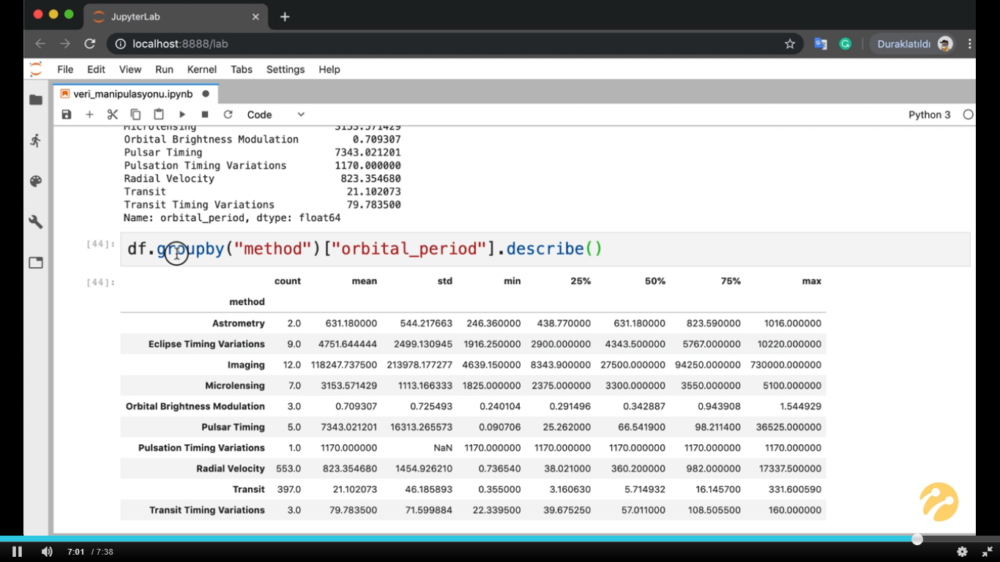 JupyterLab
localhost:8888/lab
Duraklatıldı
File Edit View Run Kernel Tabs Settings Help
veri_manipulasyonu.ipynb
Code
Python 3
Microlensing 3153.571429
Orbital Brightness Modulation 0.709307
Pulsar Timing 7343.021201
Pulsation Timing Variations 1170.000000
Radial Velocity 823.354680
Transit 21.102073
Transit Timing Variations 79.783500
Name: orbital_period, dtype: float64
[44]: df.groupby("method")["orbital_period"].describe()
[44]: count mean std min 25% 50% 75% max
method
Astrometry 2.0 631.180000 544.217663 246.360000 438.770000 631.180000 823.590000 1016.000000
Eclipse Timing Variations 9.0 4751.644444 2499.130945 1916.250000 2900.000000 4343.500000 5767.000000 10220.000000
Imaging 12.0 118247.737500 213978.177277 4639.150000 8343.900000 27500.000000 94250.000000 730000.000000
Microlensing 7.0 3153.571429 1113.166333 1825.000000 2375.000000 3300.000000 3550.000000 5100.000000
Orbital Brightness Modulation 3.0 0.709307 0.725493 0.240104 0.291496 0.342887 0.943908 1.544929
Pulsar Timing 5.0 7343.021201 16313.265573 0.090706 25.262000 66.541900 98.211400 36525.000000
Pulsation Timing Variations 1.0 1170.000000 NaN 1170.000000 1170.000000 1170.000000 1170.000000 1170.000000
Radial Velocity 553.0 823.354680 1454.926210 0.736540 38.021000 360.200000 982.000000 17337.500000
Transit 397.0 21.102073 46.185893 0.355000 3.160630 5.714932 16.145700 331.600590
Transit Timing Variations 3.0 79.783500 71.599884 22.339500 39.675250 57.011000 108.505500 160.000000
7:01 / 7:38